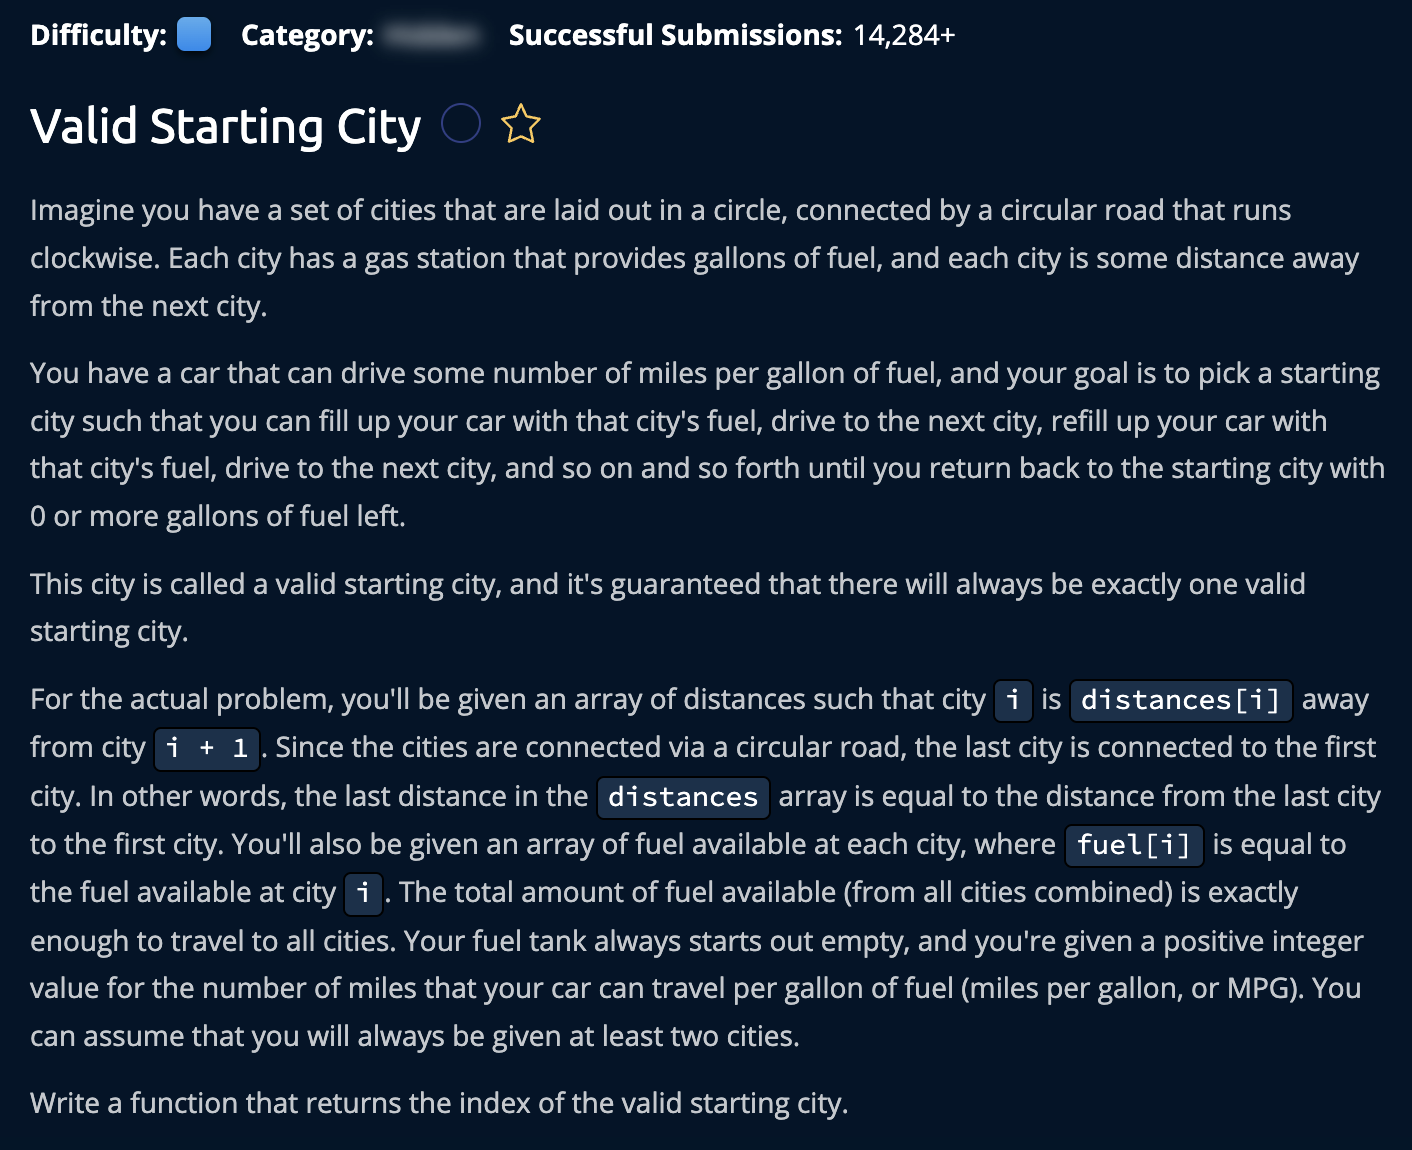 Difficulty: Category: Successful Submissions: 14,284+
Valid Starting City
Imagine you have a set of cities that are laid out in a circle, connected by a circular road that runs
clockwise. Each city has a gas station that provides gallons of fuel, and each city is some distance away
from the next city.
You have a car that can drive some number of miles per gallon of fuel, and your goal is to pick a starting
city such that you can fill up your car with that city's fuel, drive to the next city, refill up your car with
that city's fuel, drive to the next city, and so on and so forth until you return back to the starting city with
0 or more gallons of fuel left.
This city is called a valid starting city, and it's guaranteed that there will always be exactly one valid
starting city.
For the actual problem, you'll be given an array of distances such that city i is distances[i] away
from city i + 1. Since the cities are connected via a circular road, the last city is connected to the first
city. In other words, the last distance in the distances array is equal to the distance from the last city
to the first city. You'll also be given an array of fuel available at each city, where fuel[i] is equal to
the fuel available at city i. The total amount of fuel available (from all cities combined) is exactly
enough to travel to all cities. Your fuel tank always starts out empty, and you're given a positive integer
value for the number of miles that your car can travel per gallon of fuel (miles per gallon, or MPG). You
can assume that you will always be given at least two cities.
Write a function that returns the index of the valid starting city.